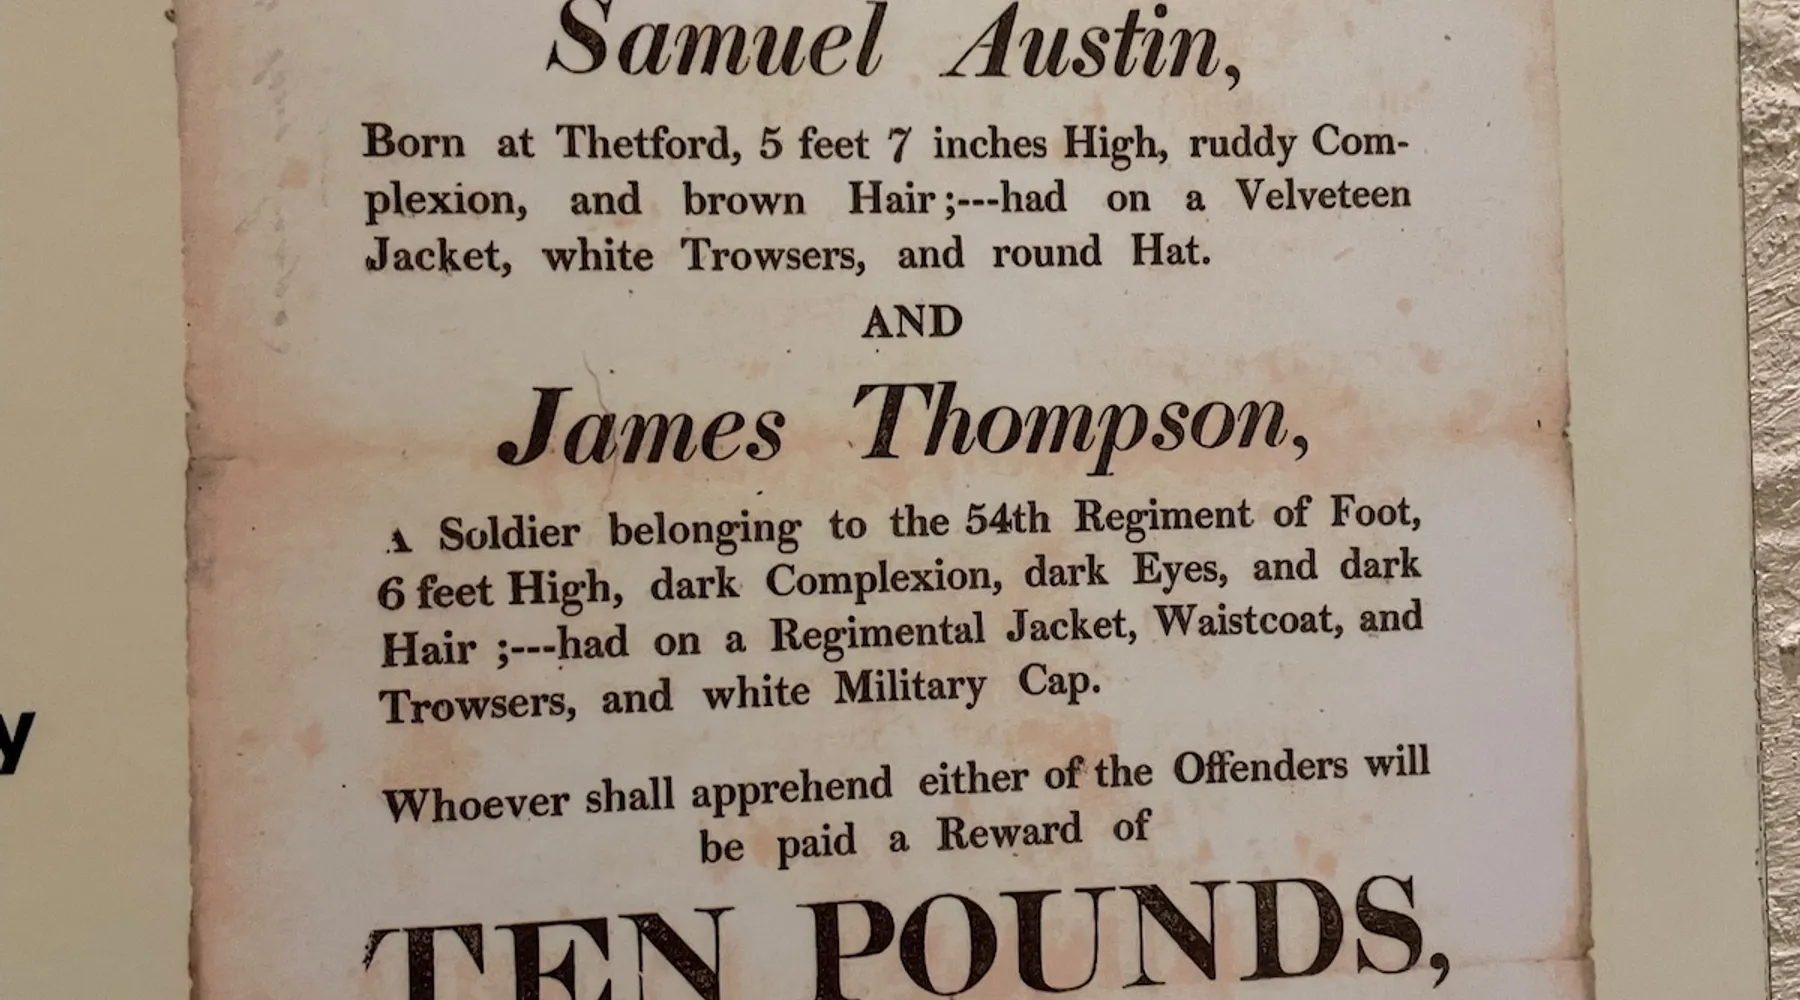 Samuel Austin,
Born at Thetford, 5 feet 7 inches High, ruddy Com-
plexion, and brown Hair;---had on a Velveteen
Jacket, white Trowsers, and round Hat.
AND
James Thompson,
A Soldier belonging to the 54th Regiment of Foot,
6 feet High, dark Complexion, dark Eyes, and dark
Hair ;---had on a Regimental Jacket, Waistcoat, and
Trowsers, and white Military Cap.
y
Whoever shall apprehend either of the Offenders will
be paid a Reward of
TEN POUNDS,